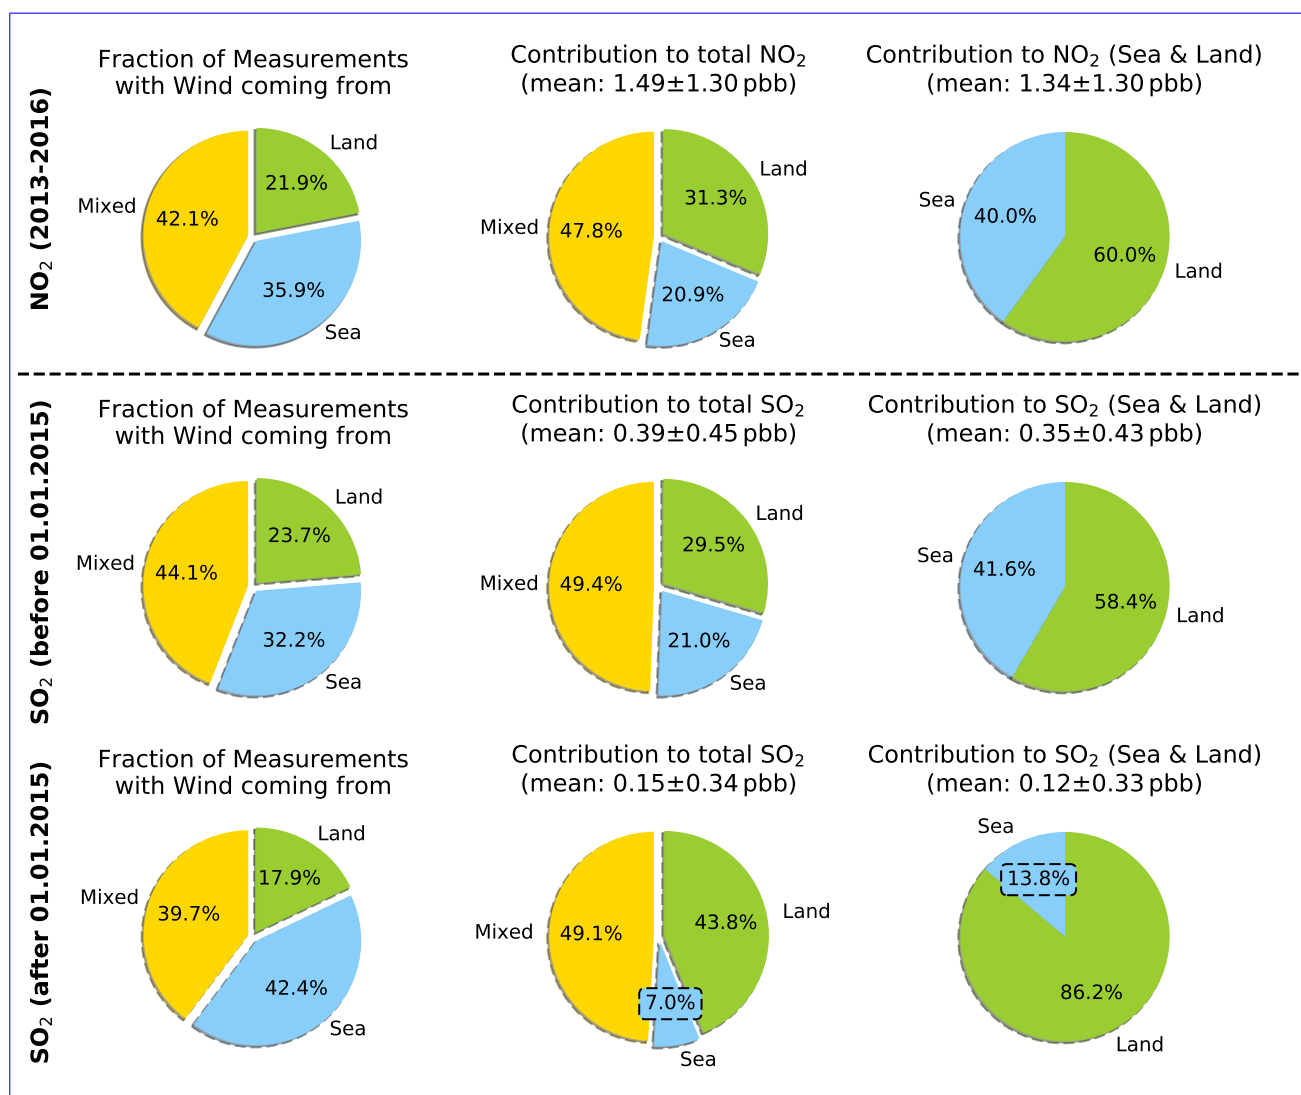 NO₂ (2013-2016)
Fraction of Measurements
with Wind coming from
Land
21.9%
Mixed
42.1%
35.9%
Sea
Contribution to total NO₂
(mean: 1.49±1.30 pbb)
Land
31.3%
Mixed
47.8%
20.9%
Sea
Contribution to NO₂ (Sea & Land)
(mean: 1.34±1.30 pbb)
Sea
40.0%
60.0%
Land
SO₂ (before 01.01.2015)
Fraction of Measurements
with Wind coming from
Land
23.7%
Mixed
44.1%
32.2%
Sea
Contribution to total SO₂
(mean: 0.39±0.45 pbb)
Land
29.5%
Mixed
49.4%
21.0%
Sea
Contribution to SO₂ (Sea & Land)
(mean: 0.35±0.43 pbb)
Sea
41.6%
58.4%
Land
SO₂ (after 01.01.2015)
Fraction of Measurements
with Wind coming from
Land
17.9%
Mixed
39.7%
42.4%
Sea
Contribution to total SO₂
(mean: 0.15±0.34 pbb)
Land
43.8%
Mixed
49.1%
7.0%
Sea
Contribution to SO₂ (Sea & Land)
(mean: 0.12±0.33 pbb)
Sea
13.8%
86.2%
Land